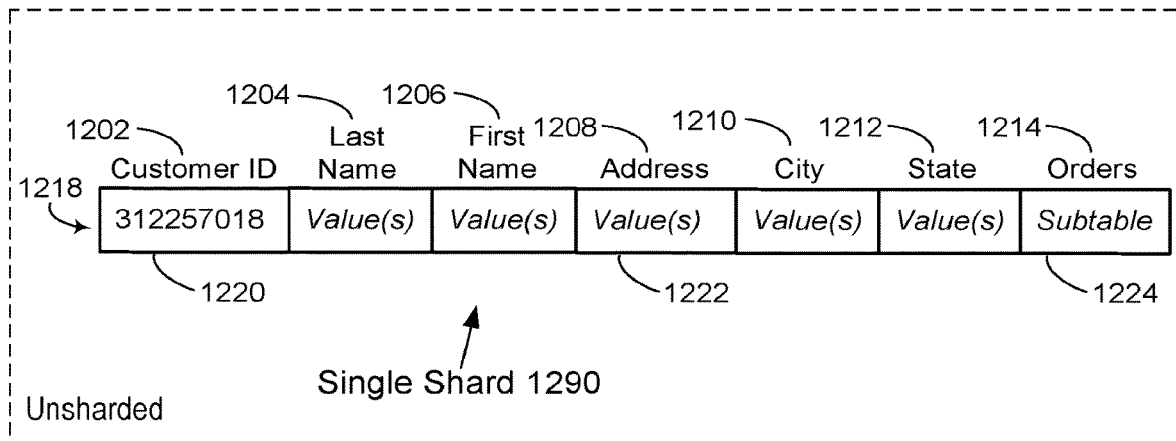 1204 1206
1202 Last First 1208 1210 1212 1214
Customer ID Name Name Address City State Orders
1218
312257018 Value(s) Value(s) Value(s) Value(s) Value(s) Subtable
1220 1222 1224
Single Shard 1290
Unsharded